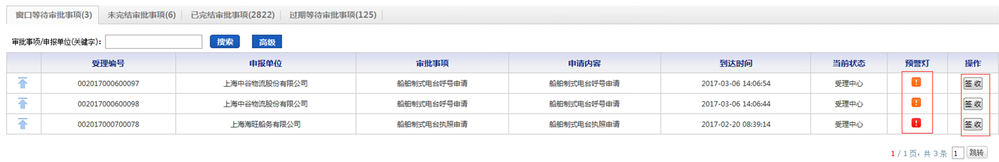 窗口等待审批事项(3) 未完结审批事项(6) 已完结审批事项(2822) 过期等待审批事项(125)
审批事项/申报单位(关键字): 搜索 高级
受理编号 申报单位 审批事项 申请内容 到达时间 当前状态 预警灯 操作
002017000600097 上海中谷物流股份有限公司 船舶制式电台呼号申请 船舶制式电台呼号申请 2017-03-06 14:06:54 受理中心 ! 签 收
002017000600098 上海中谷物流股份有限公司 船舶制式电台呼号申请 船舶制式电台呼号申请 2017-03-06 14:06:44 受理中心 ! 签 收
002017000700078 上海海旺船务有限公司 船舶制式电台执照申请 船舶制式电台执照申请 2017-02-20 08:39:14 受理中心 ! 签 收
1 / 1 页，共 3 条 1 跳转